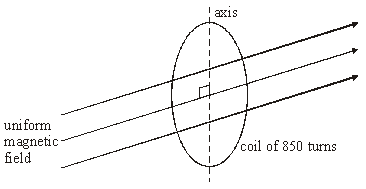 axis
uniform
magnetic
field
coil of 850 turns